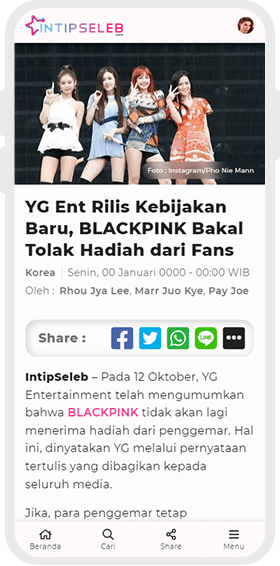 INTIPSELEB
.com
Foto : Instagram/Pho Nie Mann
YG Ent Rilis Kebijakan
Baru, BLACKPINK Bakal
Tolak Hadiah dari Fans
Korea | Senin, 00 Januari 0000 - 00:00 WIB
Oleh : Rhou Jya Lee, Marr Juo Kye, Pay Joe
Share :
LINE
IntipSeleb – Pada 12 Oktober, YG
Entertainment telah mengumumkan
bahwa BLACKPINK tidak akan lagi
menerima hadiah dari penggemar. Hal
ini, dinyatakan YG melalui pernyataan
tertulis yang dibagikan kepada
seluruh media.
Jika, para penggemar tetap
Beranda Cari Share Menu